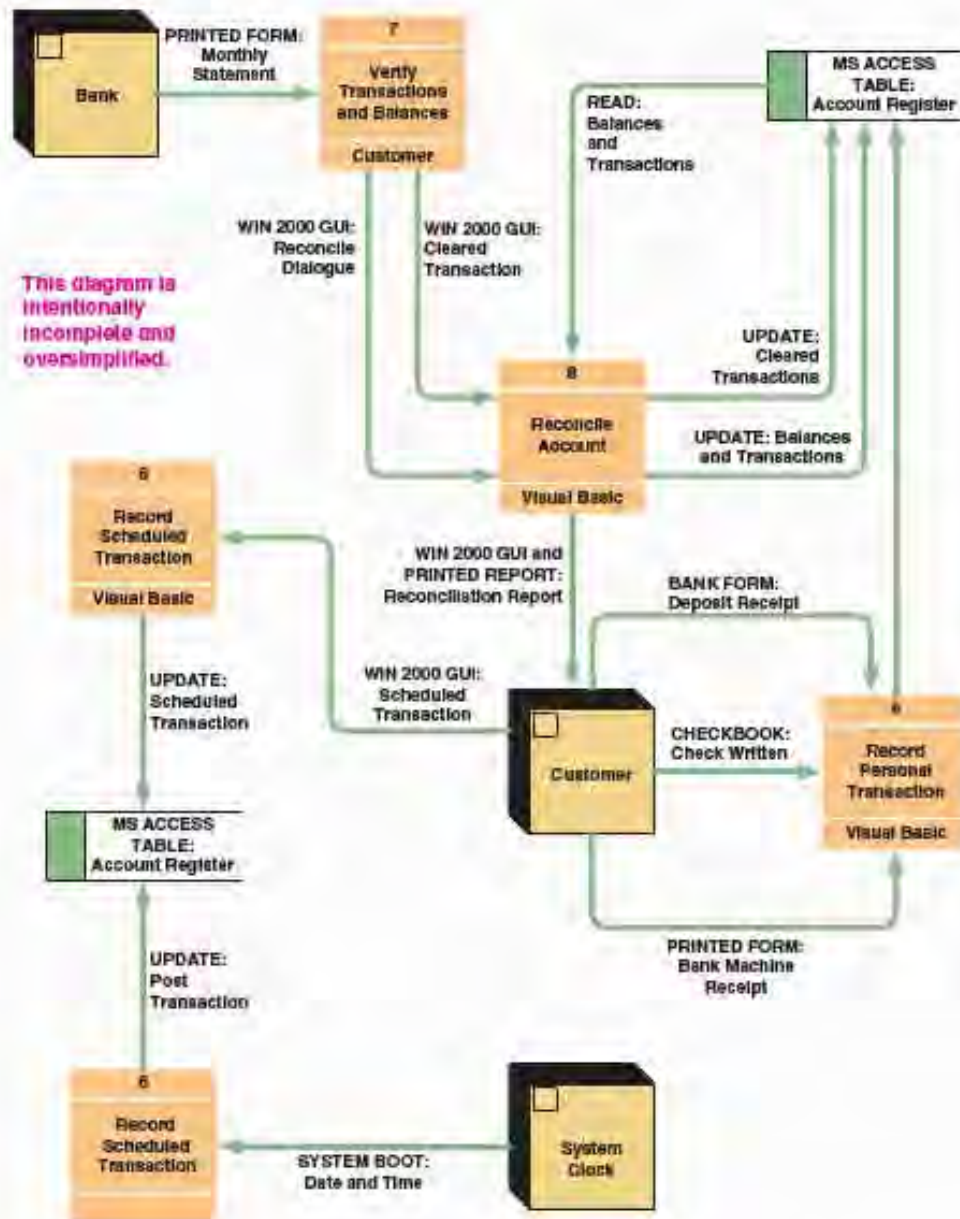 PRINTED FORM:
Monthly
Statement
Bank
7
Verify
Transactions
and Balances
Customer
MS ACCESS
TABLE:
Account Register
READ:
Balances
and
Transactions
WIN 2000 GUI:
Reconcile
Dialogue
WIN 2000 GUI:
Cleared
Transaction
This diagram is
intentionally
incomplete and
oversimplified.
UPDATE:
Cleared
Transactions
8
Reconcile
Account
Visual Basic
UPDATE: Balances
and Transactions
6
Record
Scheduled
Transaction
Visual Basic
WIN 2000 GUI and
PRINTED REPORT:
Reconciliation Report
BANK FORM:
Deposit Receipt
UPDATE:
Scheduled
Transaction
WIN 2000 GUI:
Scheduled
Transaction
Customer
CHECKBOOK:
Check Written
Record
Personal
Transaction
Visual Basic
MS ACCESS
TABLE:
Account Register
UPDATE:
Post
Transaction
PRINTED FORM:
Bank Machine
Receipt
6
Record
Scheduled
Transaction
SYSTEM BOOT:
Date and Time
System
Clock